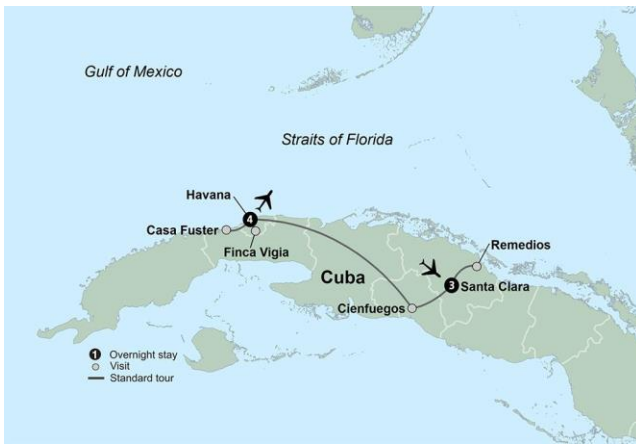 Gulf of Mexico
Straits of Florida
Havana
4
Casa Fuster
Finca Vigia
Remedios
Cuba
3
Santa Clara
Cienfuegos
1 Overnight stay
Visit
Standard tour